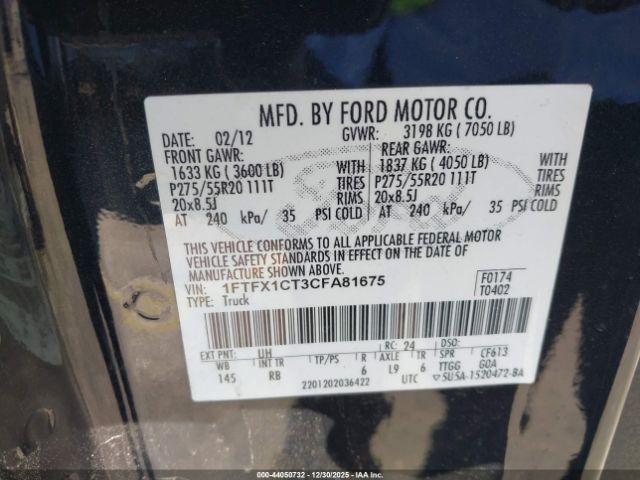 MFD. BY FORD MOTOR CO.
DATE: 02/12 GVWR: 3198 KG ( 7050 LB)
FRONT GAWR: REAR GAWR:
1633 KG ( 3600 LB) WITH 1837 KG ( 4050 LB) WITH
P275/55R20 111T TIRES P275/55R20 111T TIRES
20x8.5J RIMS 20x8.5J RIMS
AT 240 kPa/ 35 PSI COLD AT 240 kPa/ 35 PSI COLD
THIS VEHICLE CONFORMS TO ALL APPLICABLE FEDERAL MOTOR
VEHICLE SAFETY STANDARDS IN EFFECT ON THE DATE OF
MANUFACTURE SHOWN ABOVE.
VIN: 1FTFX1CT3CFA81675 F0174
TYPE: Truck T0402
EXT PNT: UH RC: 24 DSO:
WB INT TR TP/PS R AXLE TR SPR CF613
145 RB 6 L9 6 TTGG G0A
2201202036422 UTC ▽5U5A-1520472-BA
000-44050732 - 12/30/2025 - IAAI.COM